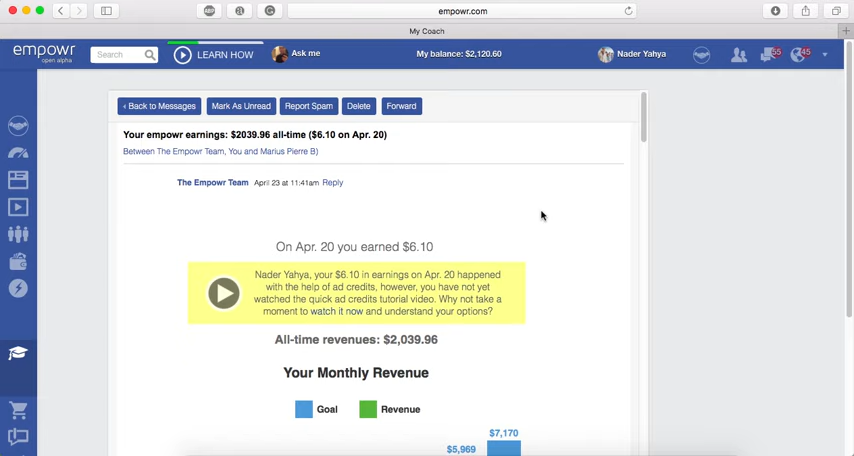 ABP
a
G
empowr.com
My Coach
+
empowr
open alpha
Search
LEARN HOW
Ask me
My balance: $2,120.60
Nader Yahya
55
45
‹ Back to Messages
Mark As Unread
Report Spam
Delete
Forward
Your empowr earnings: $2039.96 all-time ($6.10 on Apr. 20)
Between The Empowr Team, You and Marius Pierre B)
The Empowr Team April 23 at 11:41am Reply
On Apr. 20 you earned $6.10
Nader Yahya, your $6.10 in earnings on Apr. 20 happened
with the help of ad credits, however, you have not yet
watched the quick ad credits tutorial video. Why not take a
moment to watch it now and understand your options?
All-time revenues: $2,039.96
Your Monthly Revenue
Goal
Revenue
$7,170
$5,969